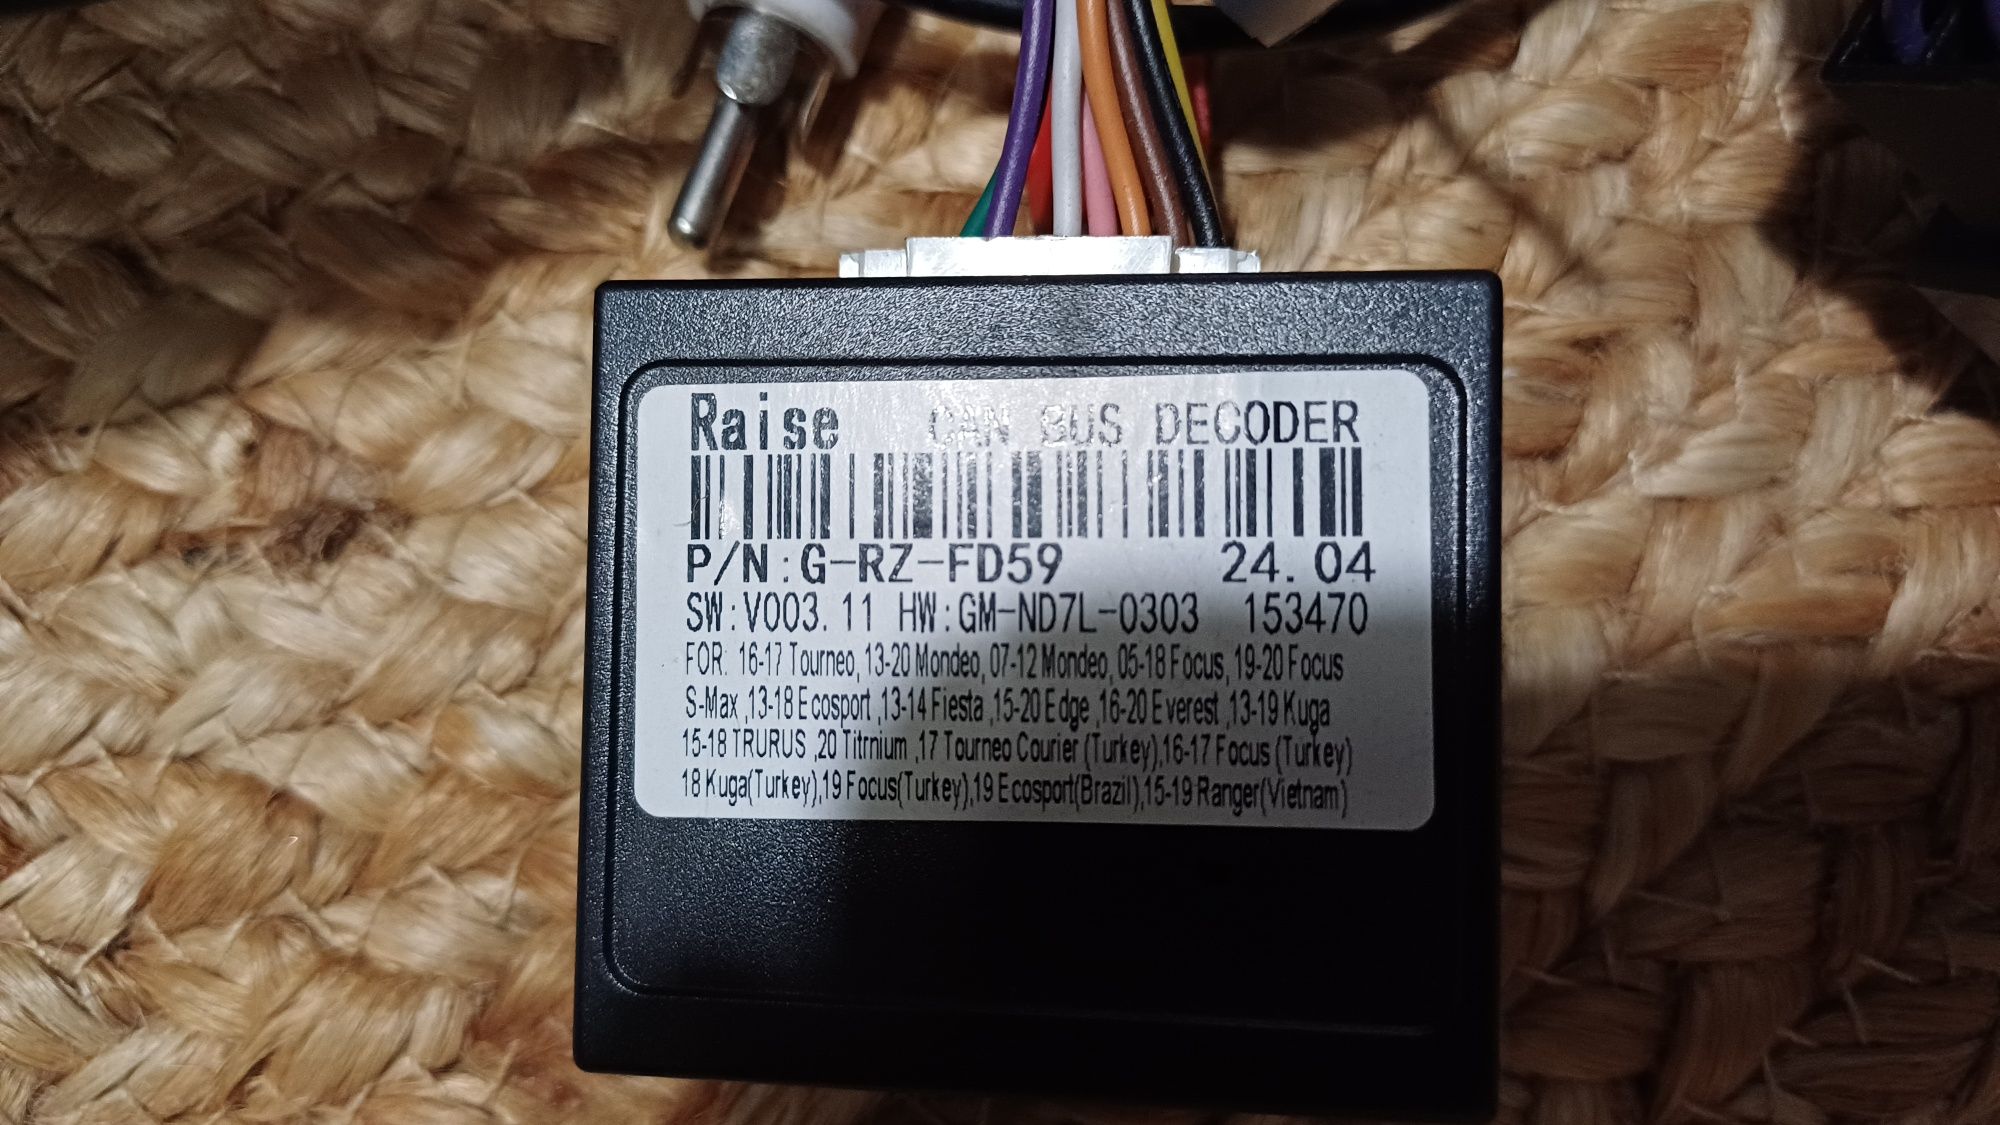 Raise CAN BUS DECODER
P/N:G-RZ-FD59 24.04
SW:V003.11 HW:GM-ND7L-0303 153470
FOR: 16-17 Tourneo, 13-20 Mondeo, 07-12 Mondeo, 05-18 Focus, 19-20 Focus
S-Max ,13-18 Ecosport ,13-14 Fiesta ,15-20 Edge ,16-20 Everest ,13-19 Kuga
15-18 TRURUS ,20 Titrnium ,17 Tourneo Courier (Turkey),16-17 Focus (Turkey)
18 Kuga(Turkey),19 Focus(Turkey),19 Ecosport(Brazil),15-19 Ranger(Vietnam)